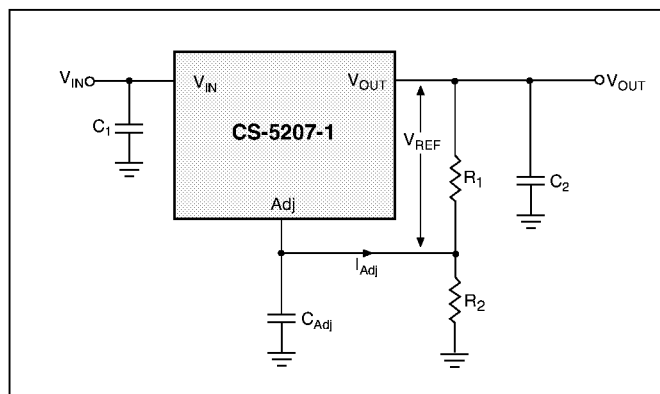 V_IN
V_IN
V_OUT
V_OUT
C_1
CS-5207-1
V_REF
R_1
C_2
Adj
I_Adj
R_2
C_Adj